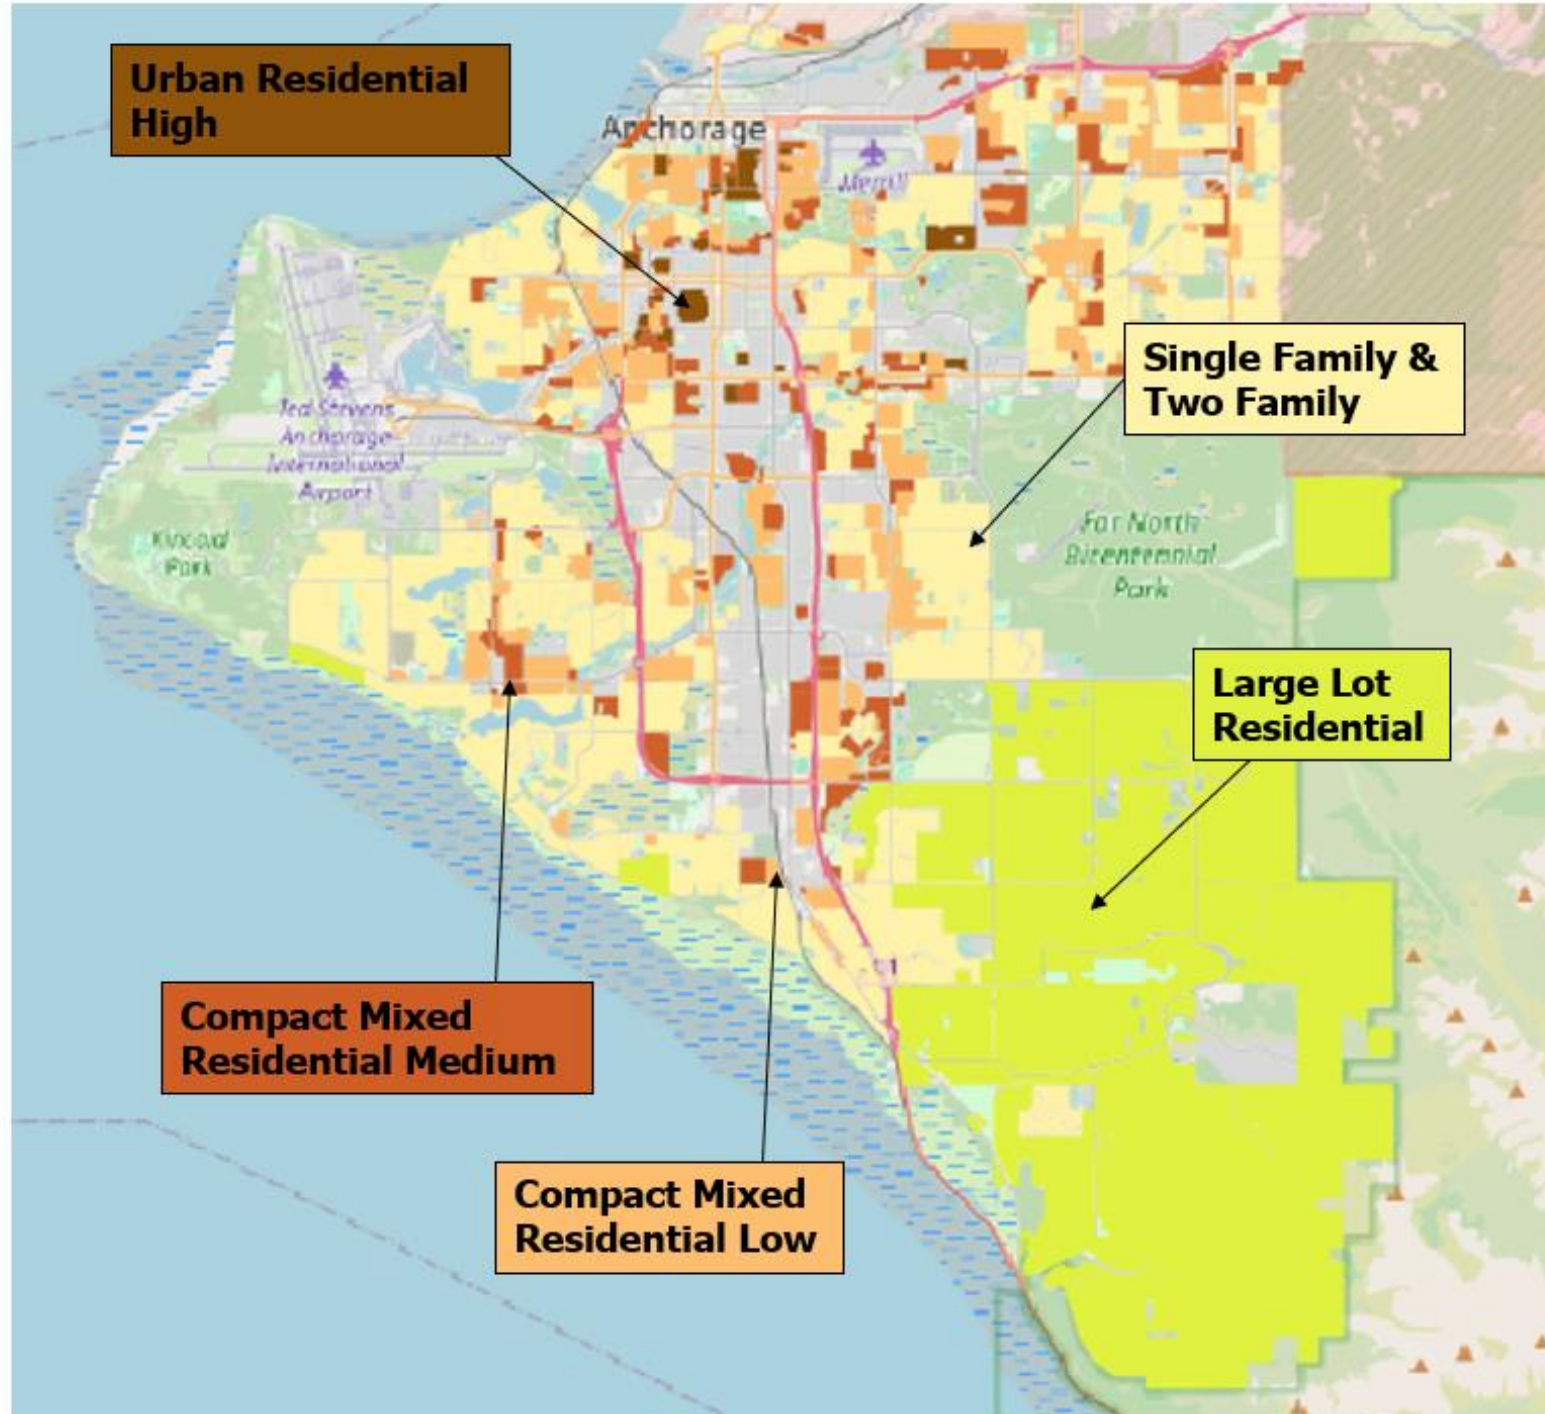 Urban Residential
High
Anchorage
Merrill
Single Family &
Two Family
Ted Stevens
Anchorage
International
Airport
Kincaid
Park
Far North
Bicentennial
Park
Large Lot
Residential
Compact Mixed
Residential Medium
Compact Mixed
Residential Low